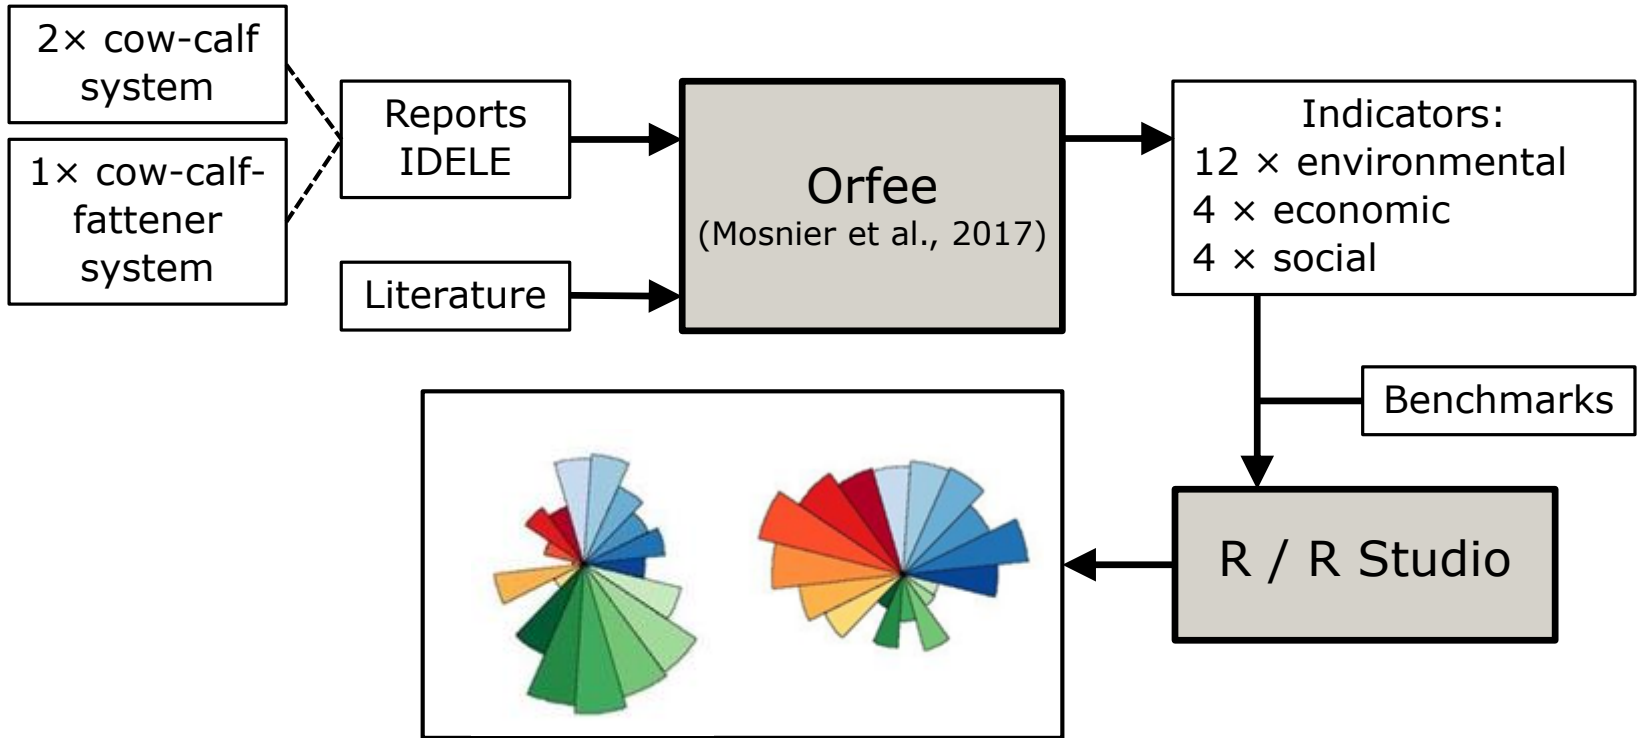 2× cow-calf
system
1× cow-calf-
fattener
system
Reports
IDELE
Literature
Orfee
(Mosnier et al., 2017)
Indicators:
12 × environmental
4 × economic
4 × social
Benchmarks
R / R Studio